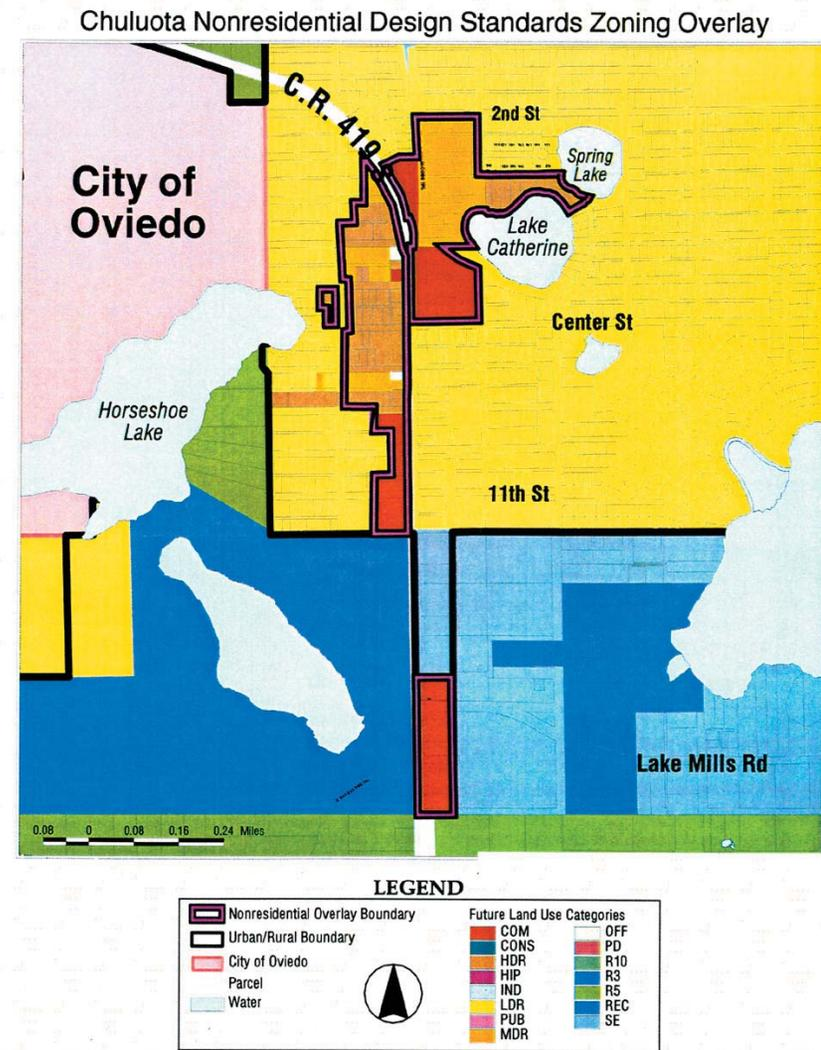 Chuluota Nonresidential Design Standards Zoning Overlay
C.R. 419
2nd St
City of
Oviedo
Spring
Lake
Lake
Catherine
Center St
Horseshoe
Lake
11th St
Lake Mills Rd
0.08 0 0.08 0.16 0.24 Miles
LEGEND
Nonresidential Overlay Boundary
Urban/Rural Boundary
City of Oviedo
Parcel
Water
Future Land Use Categories
COM
CONS
HDR
HIP
IND
LDR
PUB
MDR
OFF
PD
R10
R3
R5
REC
SE